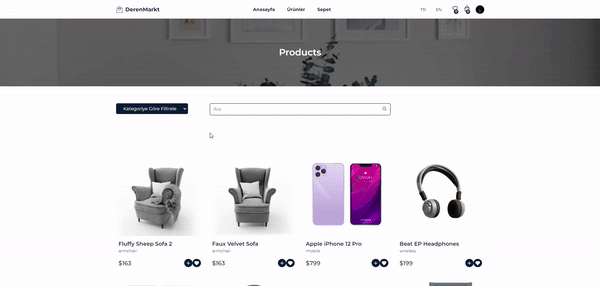 DerenMarkt
Anasayfa Ürünler Sepet
TR EN
Products
Kategoriye Göre Filtrele
Ara
Fluffy Sheep Sofa 2
armchair
$163
Faux Velvet Sofa
armchair
$163
Apple iPhone 12 Pro
mobile
$799
Beat EP Headphones
wireless
$199